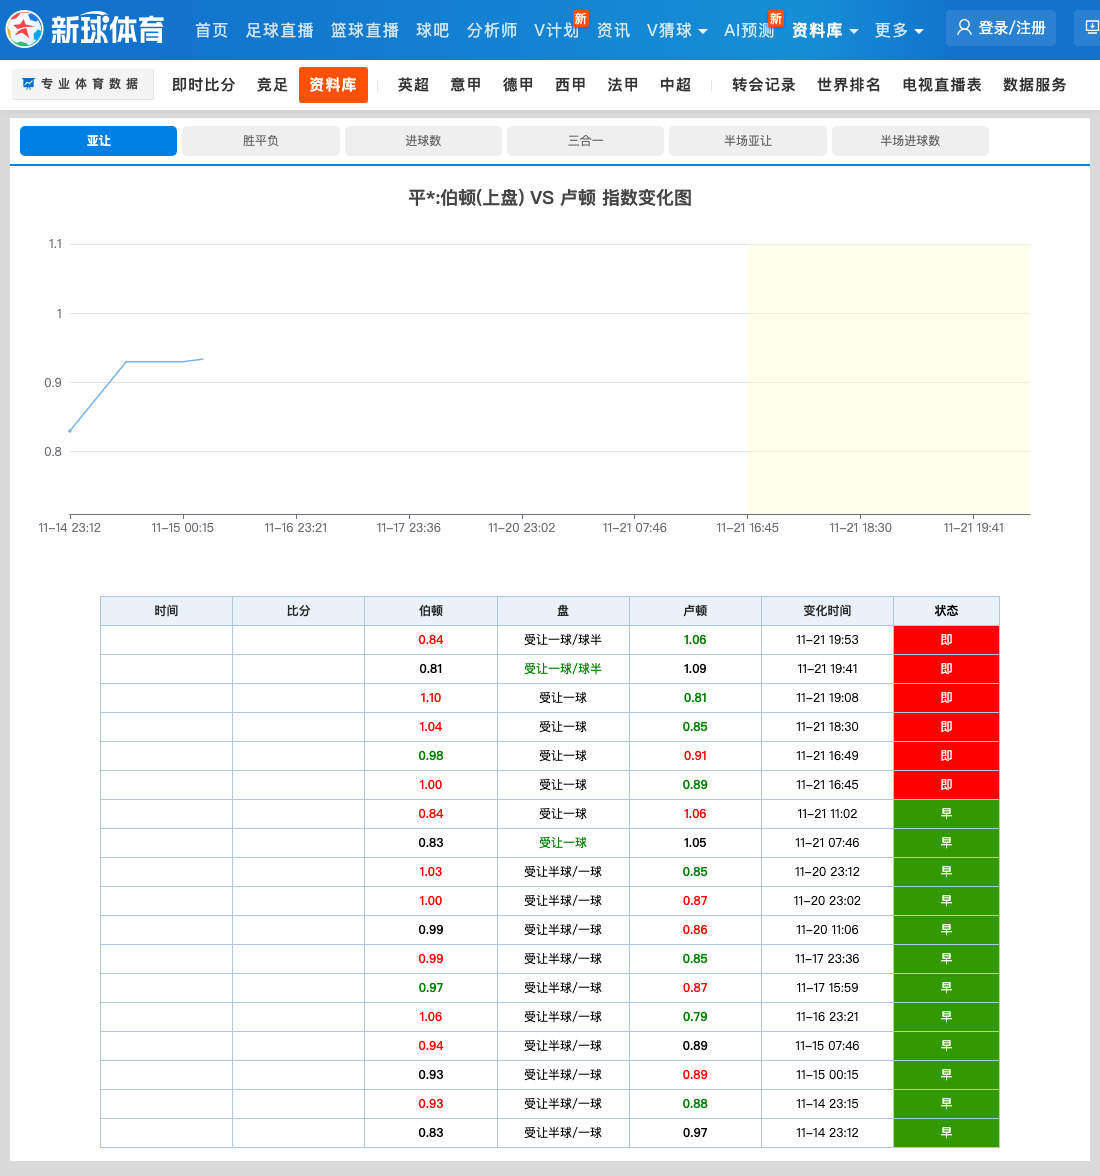 新球体育 首页 足球直播 篮球直播 球吧 分析师 V计划 新 资讯 V猜球 AI预测 新 资料库 更多 登录/注册
专业体育数据 即时比分 竞足 资料库 英超 意甲 德甲 西甲 法甲 中超 转会记录 世界排名 电视直播表 数据服务
亚让 胜平负 进球数 三合一 半场亚让 半场进球数
平*:伯顿(上盘) VS 卢顿 指数变化图
1.1
1
0.9
0.8
11-14 23:12 11-15 00:15 11-16 23:21 11-17 23:36 11-20 23:02 11-21 07:46 11-21 16:45 11-21 18:30 11-21 19:41
时间 比分 伯顿 盘 卢顿 变化时间 状态
0.84 受让一球/球半 1.06 11-21 19:53 即
0.81 受让一球/球半 1.09 11-21 19:41 即
1.10 受让一球 0.81 11-21 19:08 即
1.04 受让一球 0.85 11-21 18:30 即
0.98 受让一球 0.91 11-21 16:49 即
1.00 受让一球 0.89 11-21 16:45 即
0.84 受让一球 1.06 11-21 11:02 早
0.83 受让一球 1.05 11-21 07:46 早
1.03 受让半球/一球 0.85 11-20 23:12 早
1.00 受让半球/一球 0.87 11-20 23:02 早
0.99 受让半球/一球 0.86 11-20 11:06 早
0.99 受让半球/一球 0.85 11-17 23:36 早
0.97 受让半球/一球 0.87 11-17 15:59 早
1.06 受让半球/一球 0.79 11-16 23:21 早
0.94 受让半球/一球 0.89 11-15 07:46 早
0.93 受让半球/一球 0.89 11-15 00:15 早
0.93 受让半球/一球 0.88 11-14 23:15 早
0.83 受让半球/一球 0.97 11-14 23:12 早